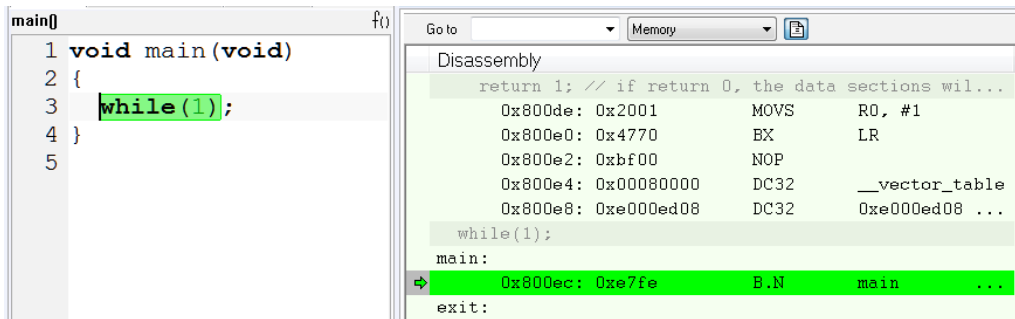 main()
f()
1 void main(void)
2 {
3 while(1);
4 }
5
Go to Memory
Disassembly
return 1; // if return 0, the data sections wil...
0x800de: 0x2001 MOVS R0, #1
0x800e0: 0x4770 BX LR
0x800e2: 0xbf00 NOP
0x800e4: 0x00080000 DC32 __vector_table
0x800e8: 0xe000ed08 DC32 0xe000ed08 ...
while(1);
main:
0x800ec: 0xe7fe B.N main ...
exit: